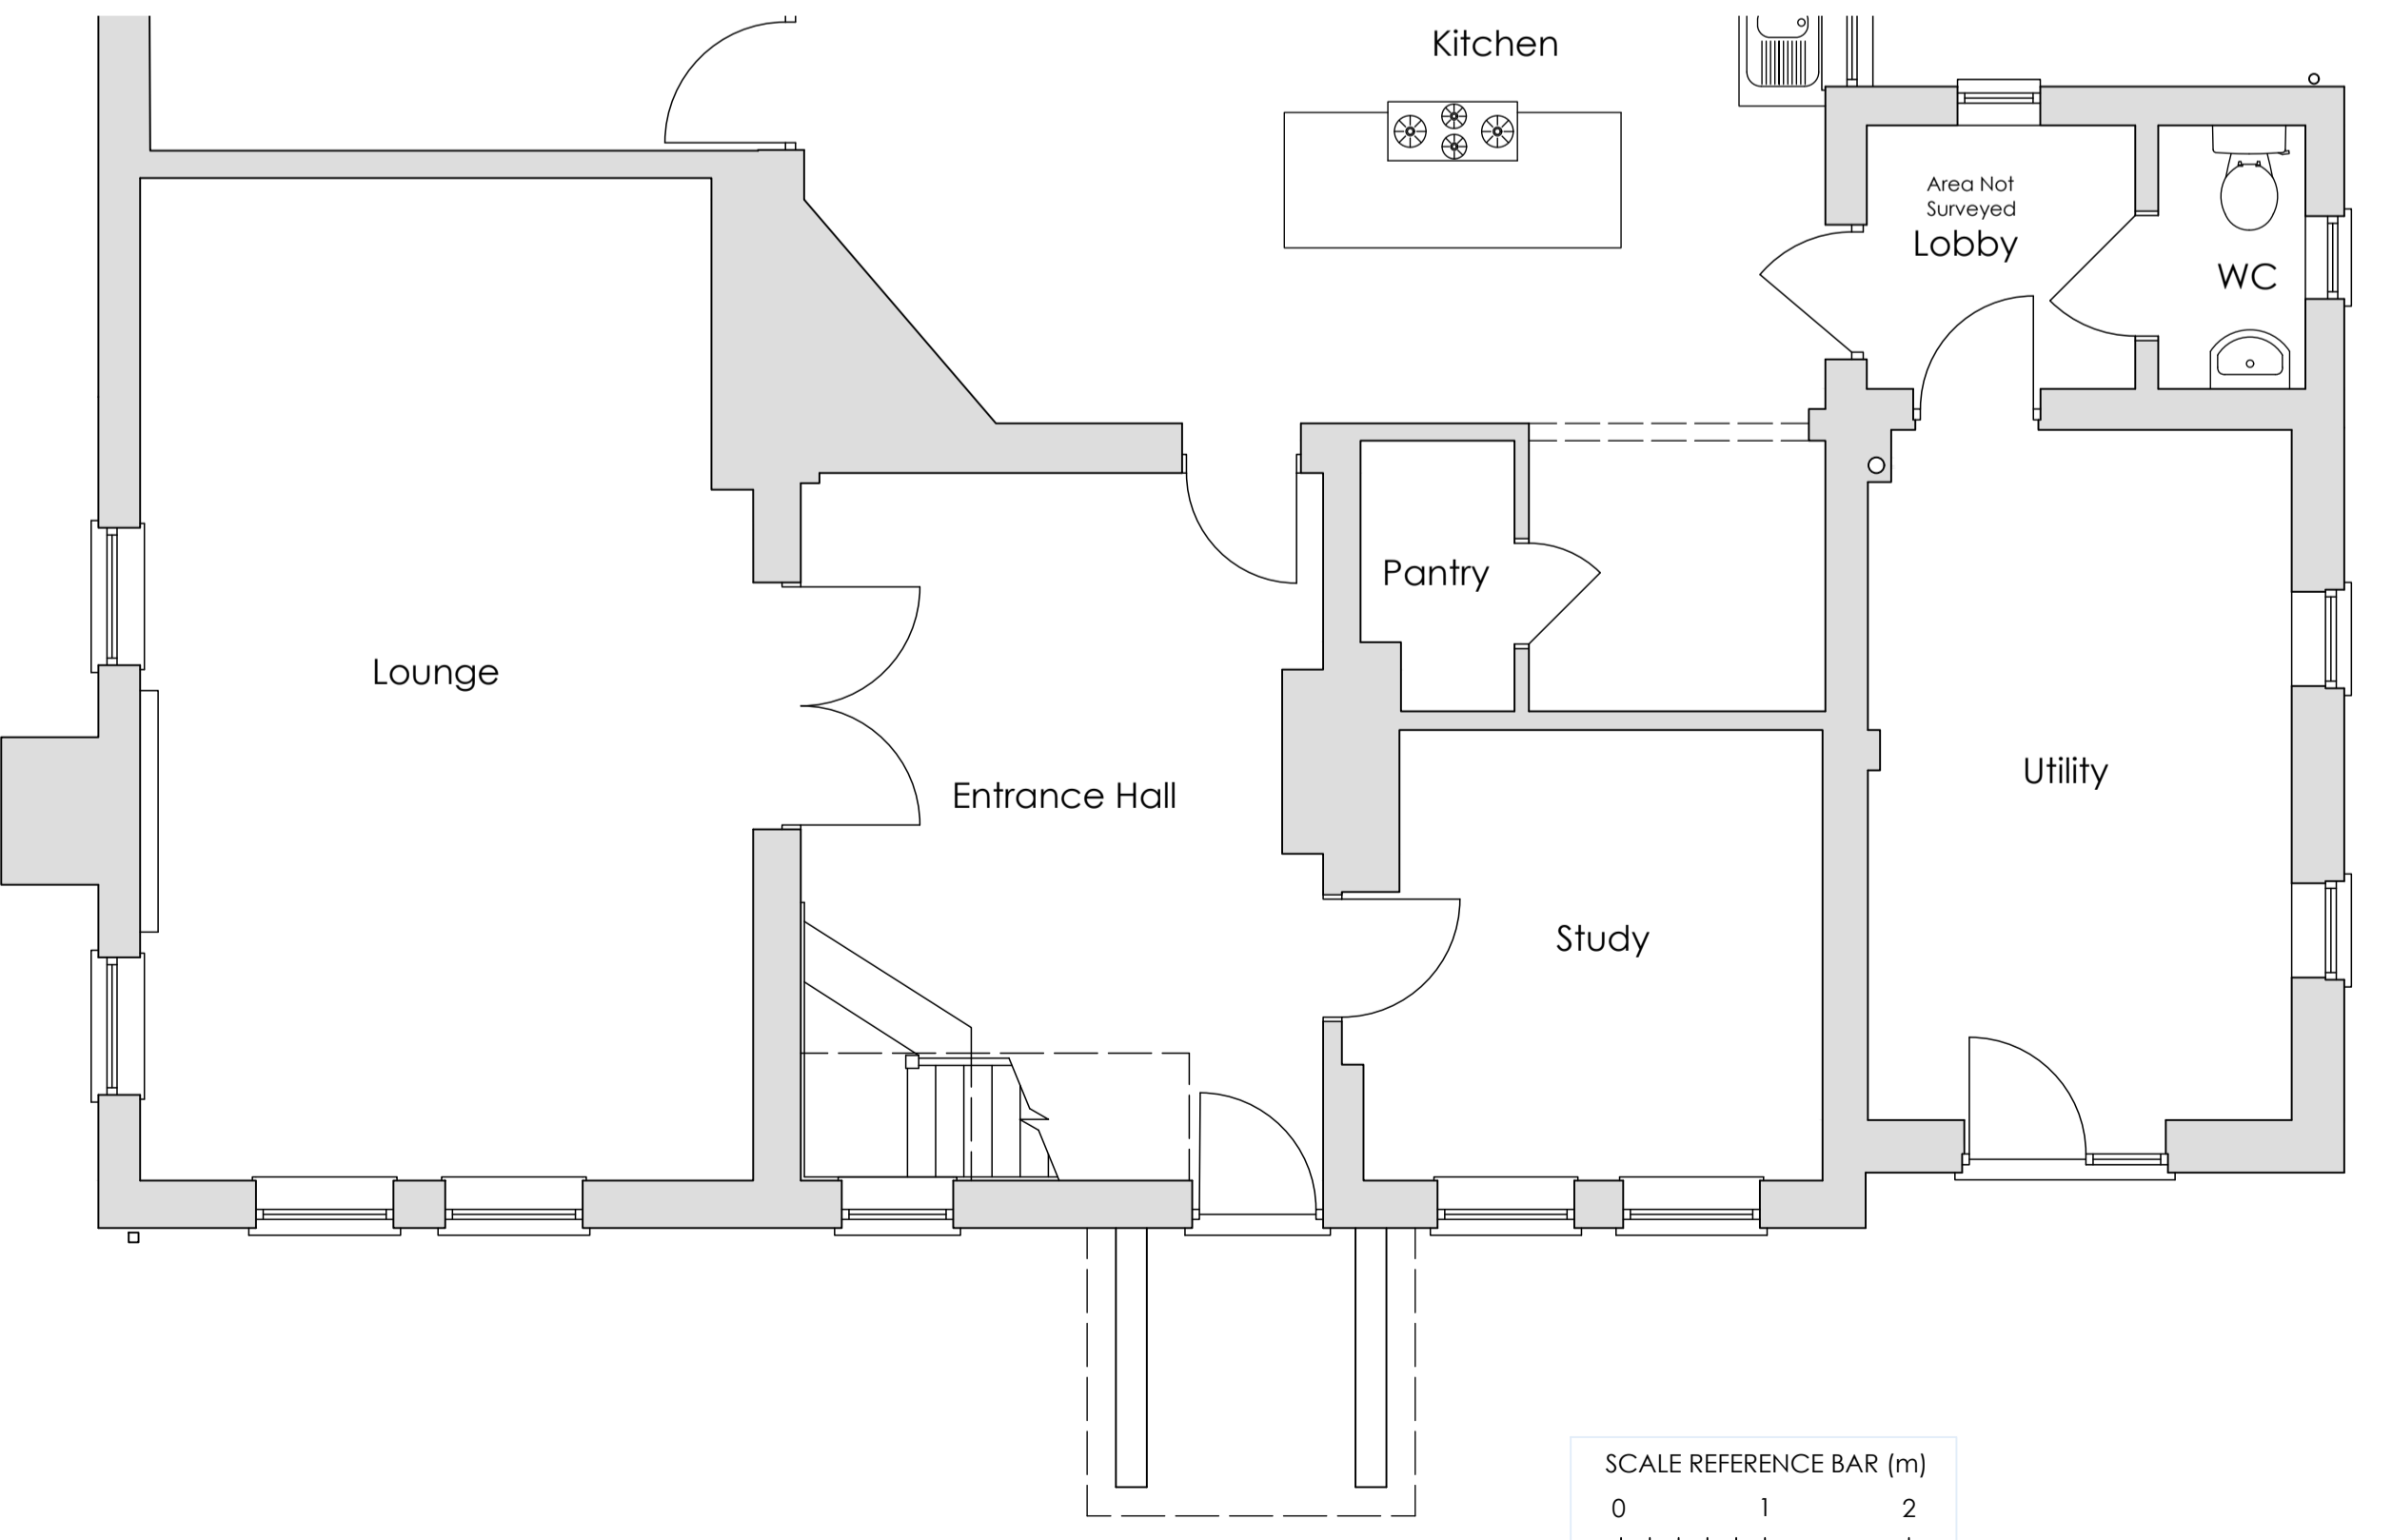 Kitchen
Area Not
Surveyed
Lobby
WC
Pantry
Lounge
Entrance Hall
Utility
Study
SCALE REFERENCE BAR (m)
0 1 2